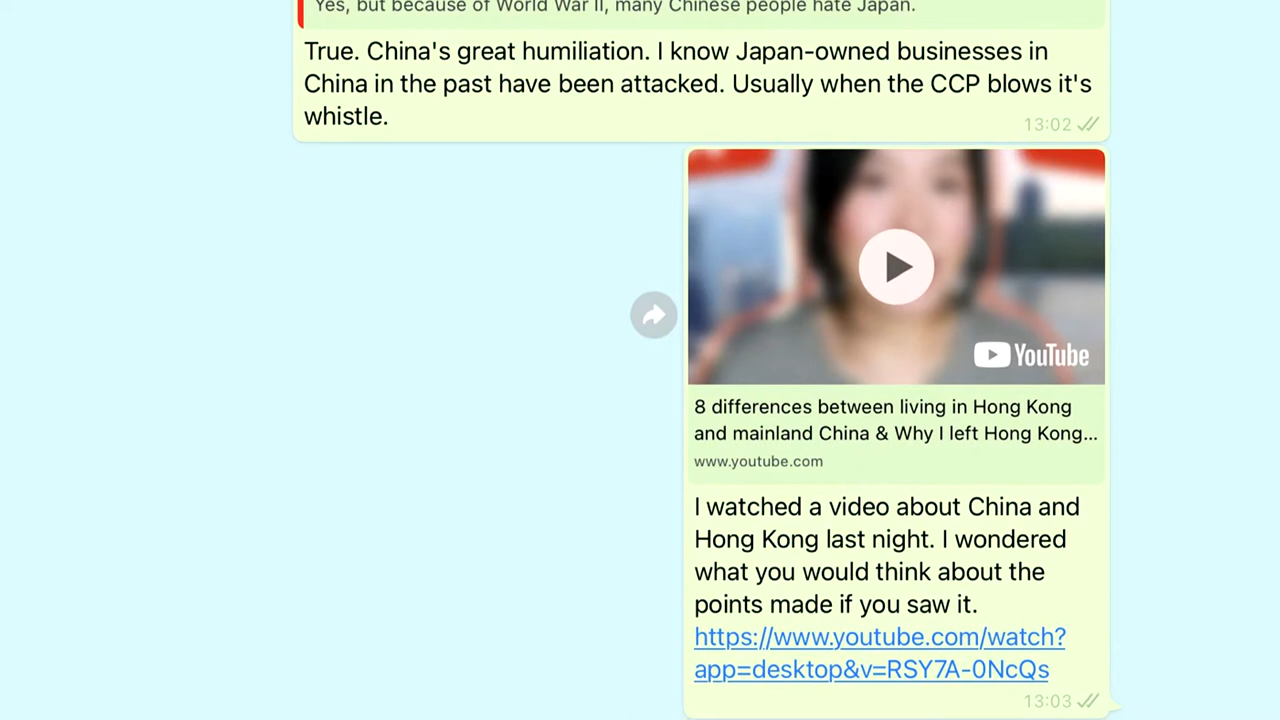 Yes, but because of World War II, many Chinese people hate Japan.
True. China's great humiliation. I know Japan-owned businesses in
China in the past have been attacked. Usually when the CCP blows it's
whistle.
13:02
YouTube
8 differences between living in Hong Kong
and mainland China & Why I left Hong Kong...
www.youtube.com
I watched a video about China and
Hong Kong last night. I wondered
what you would think about the
points made if you saw it.
https://www.youtube.com/watch?
app=desktop&v=RSY7A-0NcQs
13:03